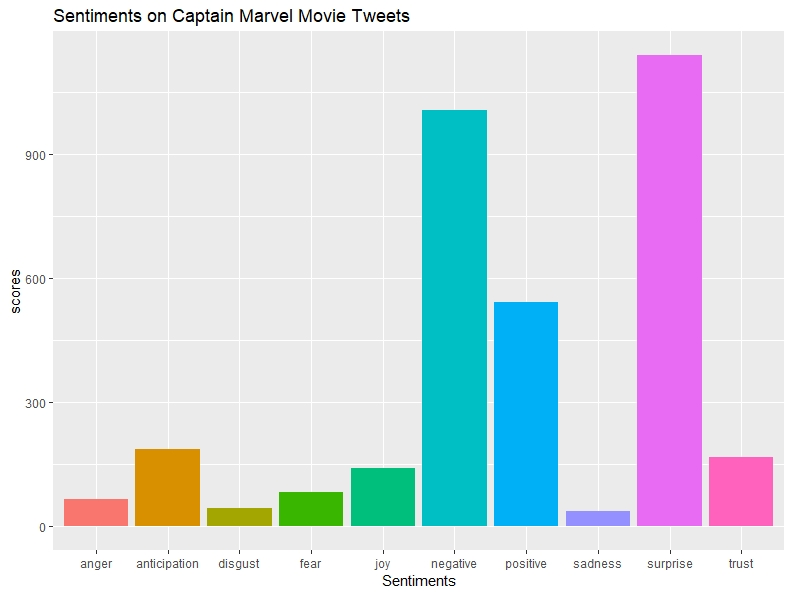 Sentiments on Captain Marvel Movie Tweets
scores
900
600
300
0
anger anticipation disgust fear joy negative positive sadness surprise trust
Sentiments